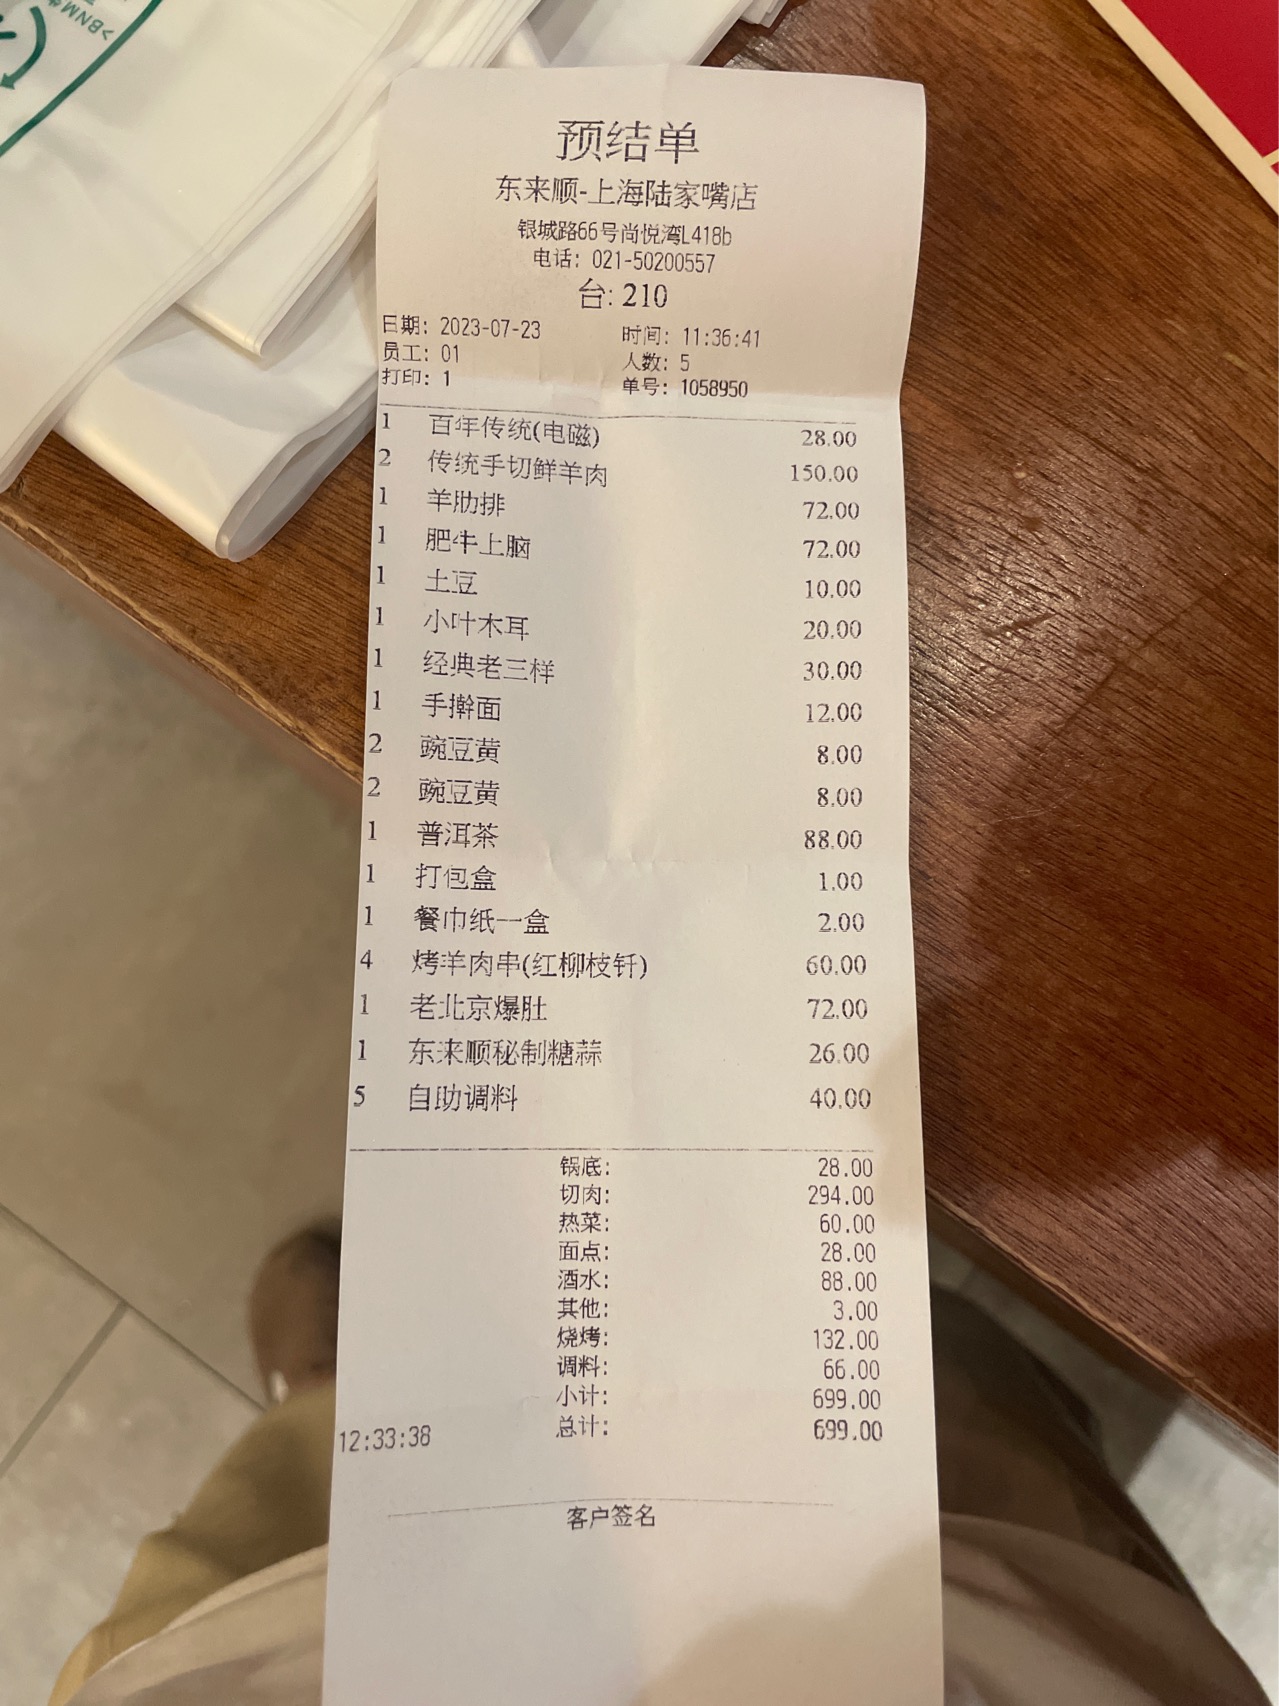 >BNM
预结单
东来顺-上海陆家嘴店
银城路66号尚悦湾L418b
电话: 021-50200557
台: 210
日期: 2023-07-23 时间: 11:36:41
员工: 01 人数: 5
打印: 1 单号: 1058950
1 百年传统(电磁) 28.00
2 传统手切鲜羊肉 150.00
1 羊肋排 72.00
1 肥牛上脑 72.00
1 土豆 10.00
1 小叶木耳 20.00
1 经典老三样 30.00
1 手擀面 12.00
2 豌豆黄 8.00
2 豌豆黄 8.00
1 普洱茶 88.00
1 打包盒 1.00
1 餐巾纸一盒 2.00
4 烤羊肉串(红柳枝钎) 60.00
1 老北京爆肚 72.00
1 东来顺秘制糖蒜 26.00
5 自助调料 40.00
锅底: 28.00
切肉: 294.00
热菜: 60.00
面点: 28.00
酒水: 88.00
其他: 3.00
烧烤: 132.00
调料: 66.00
小计: 699.00
12:33:38 总计: 699.00
客户签名